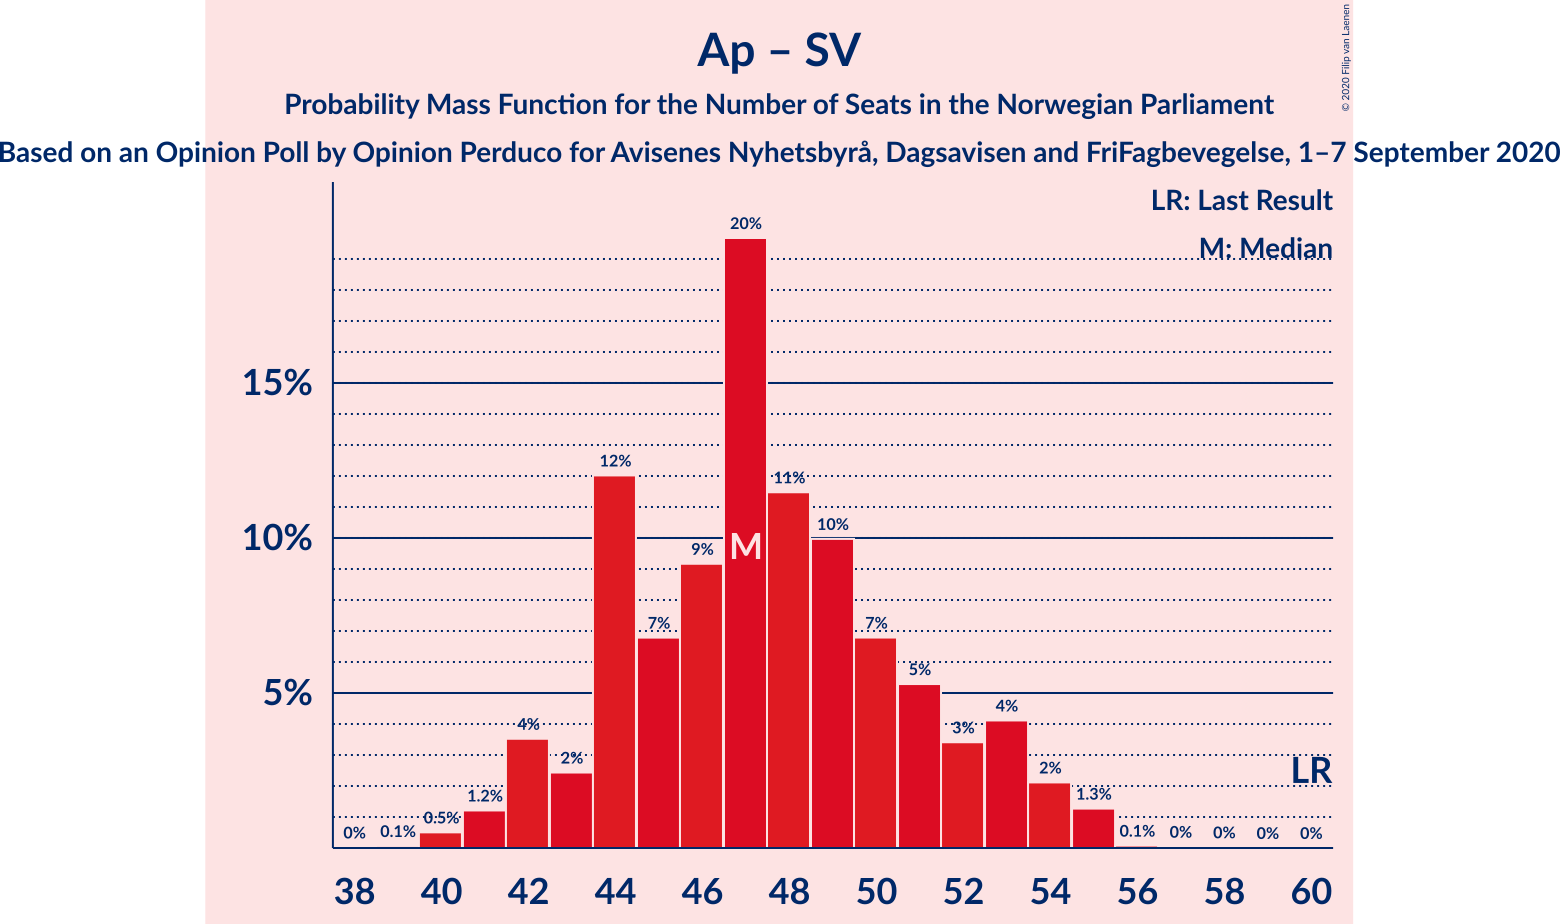 Ap – SV
Probability Mass Function for the Number of Seats in the Norwegian Parliament
Based on an Opinion Poll by Opinion Perduco for Avisenes Nyhetsbyrå, Dagsavisen and FriFagbevegelse, 1–7 September 2020
© 2020 Filip van Laenen
LR: Last Result
M: Median
15%
10%
5%
0%
0.1%
0.5%
1.2%
4%
2%
12%
7%
9%
20%
M
11%
10%
7%
5%
3%
4%
2%
1.3%
0.1%
0%
0%
0%
0%
LR
38 40 42 44 46 48 50 52 54 56 58 60